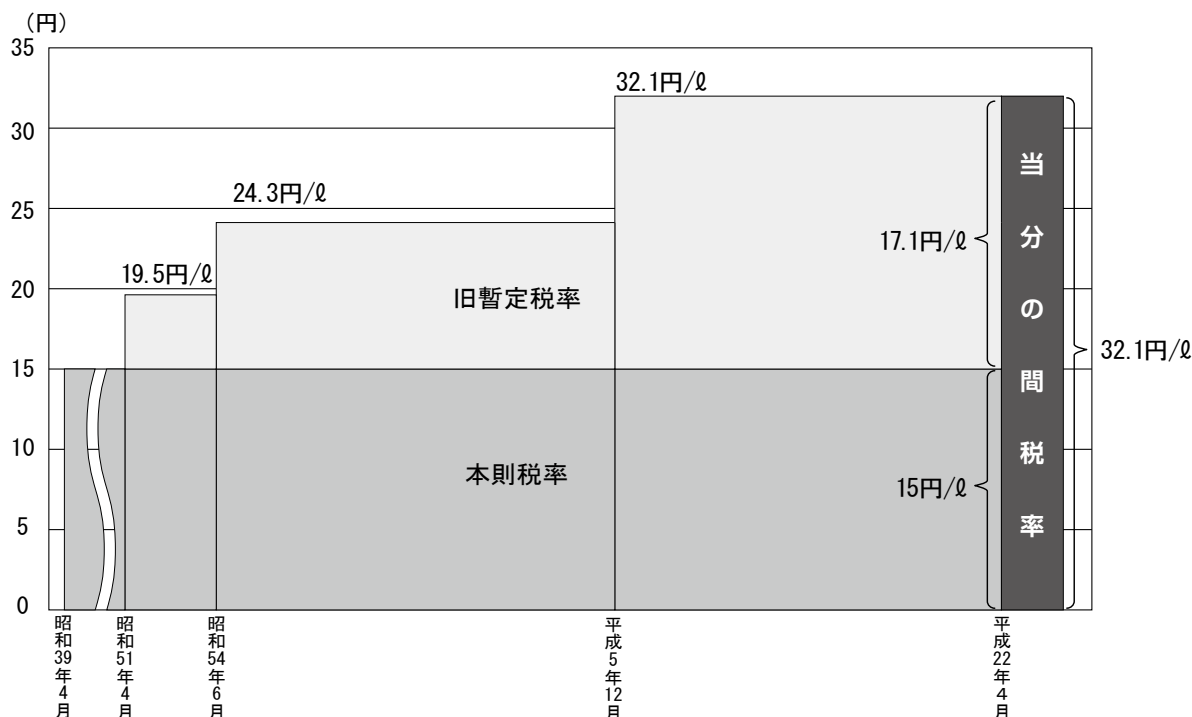 (円)
35
30
25
20
15
10
5
0
19.5円/ℓ
24.3円/ℓ
32.1円/ℓ
旧暫定税率
本則税率
17.1円/ℓ
15円/ℓ
当分の間税率
32.1円/ℓ
昭和39年4月
昭和51年4月
昭和54年6月
平成5年12月
平成22年4月